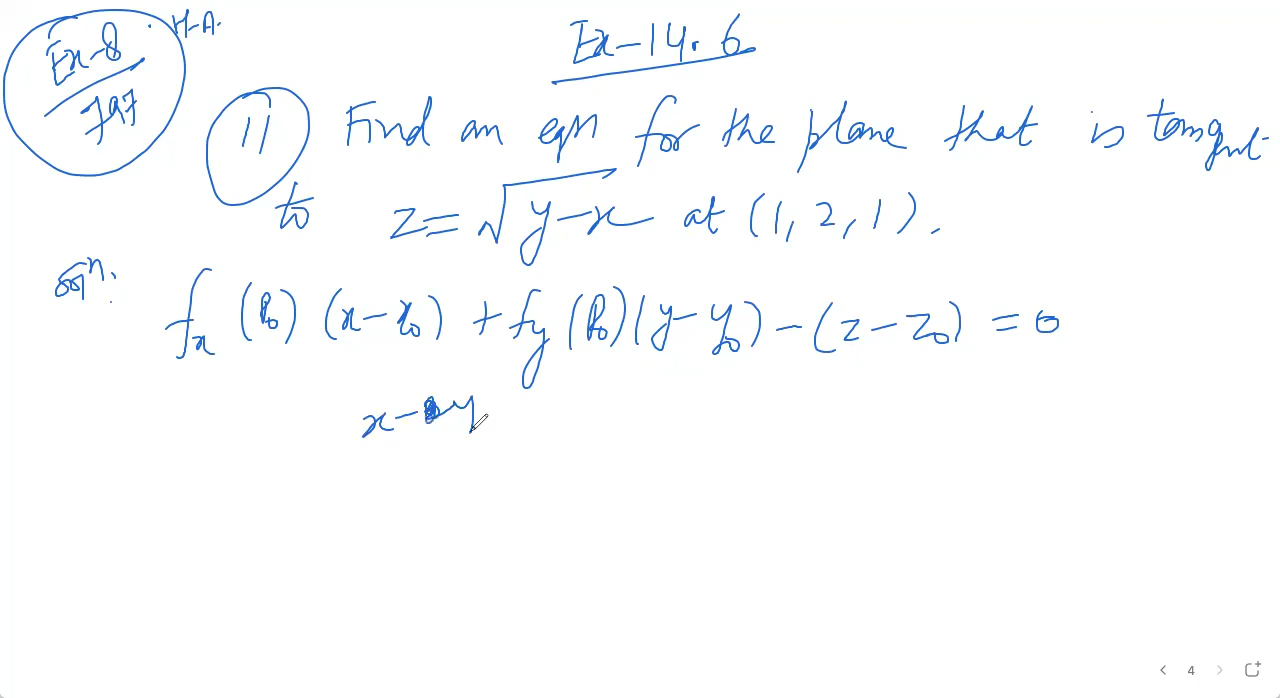 Ex-8 . H.A.
797
Ex-14.6
11 Find an eqn for the plane that is tangent
to z = √(y-x) at (1, 2, 1).
solⁿ.
fx (P₀) (x-x₀) + fy (P₀) (y-y₀) - (z-z₀) = 0
x-y
4